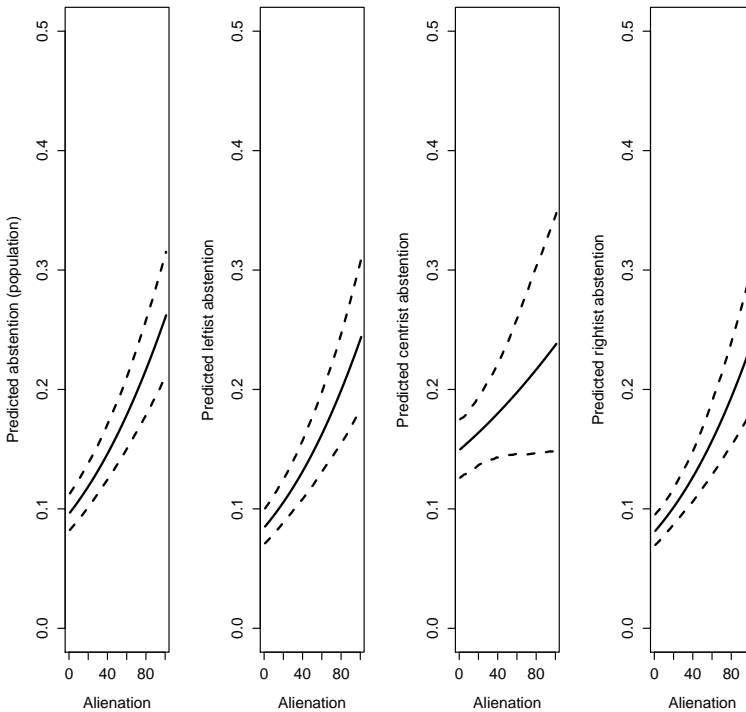 Predicted abstention (population)
0.0 0.1 0.2 0.3 0.4 0.5
0 40 80
Alienation
Predicted leftist abstention
0.0 0.1 0.2 0.3 0.4 0.5
0 40 80
Alienation
Predicted centrist abstention
0.0 0.1 0.2 0.3 0.4 0.5
0 40 80
Alienation
Predicted rightist abstention
0.0 0.1 0.2 0.3 0.4 0.5
0 40 80
Alienation